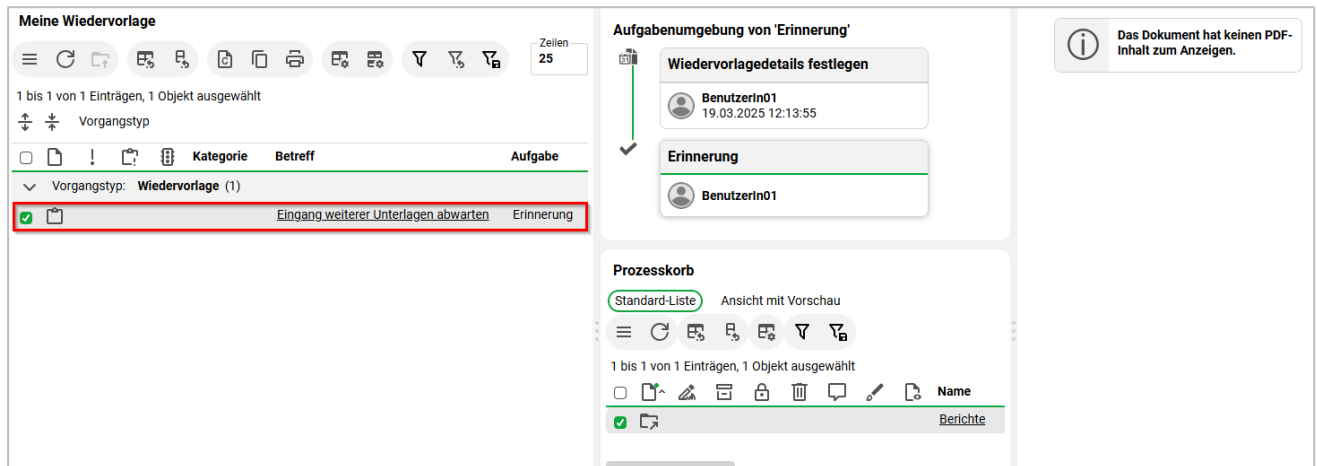 Meine Wiedervorlage
Zeilen
25
1 bis 1 von 1 Einträgen, 1 Objekt ausgewählt
Vorgangstyp
Kategorie Betreff Aufgabe
Vorgangstyp: Wiedervorlage (1)
Eingang weiterer Unterlagen abwarten Erinnerung
Aufgabenumgebung von 'Erinnerung'
Wiedervorlagedetails festlegen
BenutzerIn01
19.03.2025 12:13:55
Erinnerung
BenutzerIn01
Prozesskorb
Standard-Liste Ansicht mit Vorschau
1 bis 1 von 1 Einträgen, 1 Objekt ausgewählt
Name
Berichte
Das Dokument hat keinen PDF-
Inhalt zum Anzeigen.